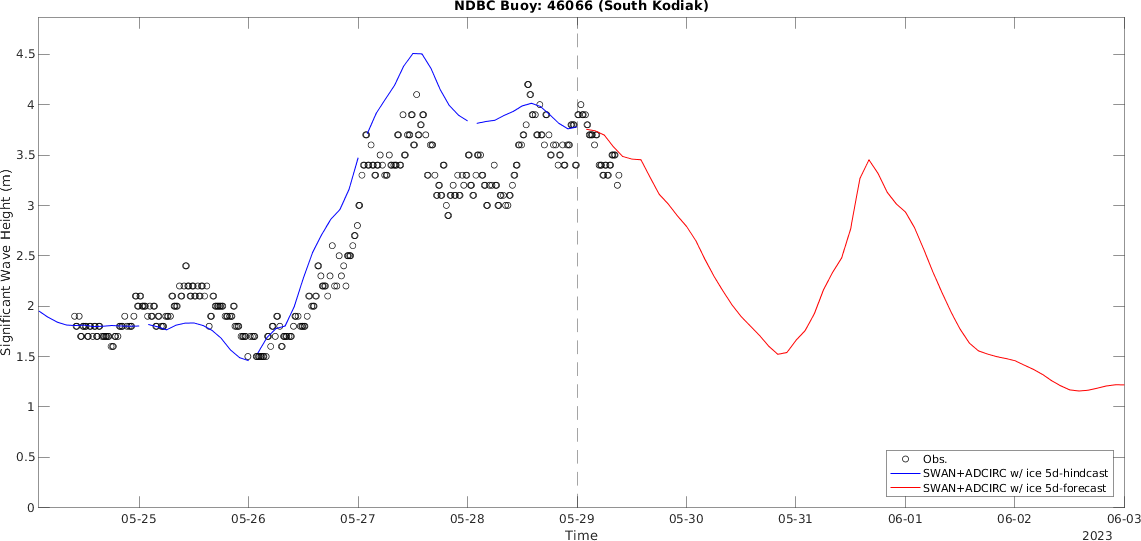 NDBC Buoy: 46066 (South Kodiak)
Significant Wave Height (m)
4.5
4
3.5
3
2.5
2
1.5
1
0.5
0
05-25 05-26 05-27 05-28 05-29 05-30 05-31 06-01 06-02 06-03
Time
2023
Obs.
SWAN+ADCIRC w/ ice 5d-hindcast
SWAN+ADCIRC w/ ice 5d-forecast